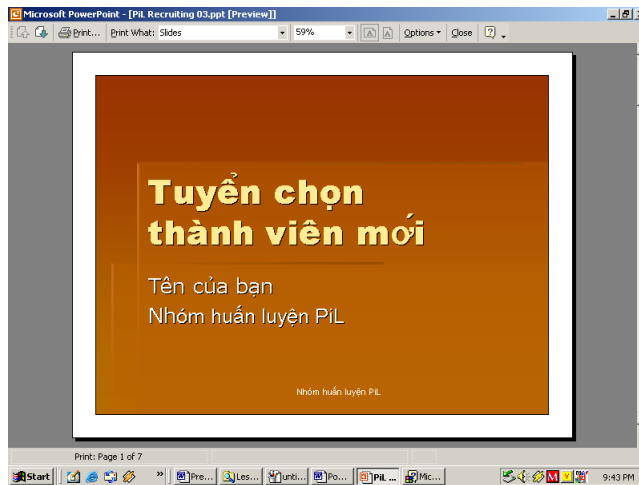 Microsoft PowerPoint - [PiL Recruiting 03.ppt [Preview]]
Print... Print What: Slides 59% Options Close
Tuyển chọn
thành viên mới
Tên của bạn
Nhóm huấn luyện PiL
Nhóm huấn luyện PiL
Print: Page 1 of 7
Start » Pre... Les... unti... Po... PiL ... Mic... 9:43 PM